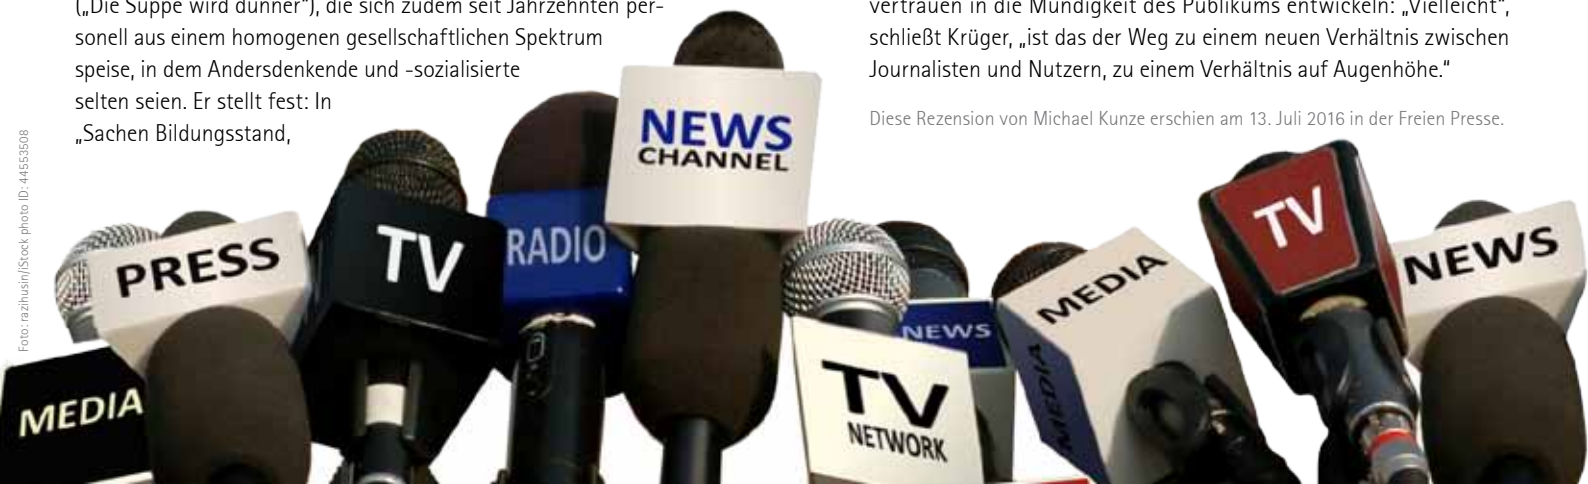 („Die Suppe wird dünner“), die sich zudem seit Jahrzehnten per-
sonell aus einem homogenen gesellschaftlichen Spektrum
speise, in dem Andersdenkende und -sozialisierte
selten seien. Er stellt fest: In
„Sachen Bildungsstand,
vertrauen in die Mündigkeit des Publikums entwickeln: „Vielleicht“,
schließt Krüger, „ist das der Weg zu einem neuen Verhältnis zwischen
Journalisten und Nutzern, zu einem Verhältnis auf Augenhöhe.“
Diese Rezension von Michael Kunze erschien am 13. Juli 2016 in der Freien Presse.
Foto: razihusin/iStock photo ID: 44553508
PRESS
MEDIA
TV
RADIO
NEWS
CHANNEL
NEWS
TV
NETWORK
MEDIA
MEDIA
TV
NEWS